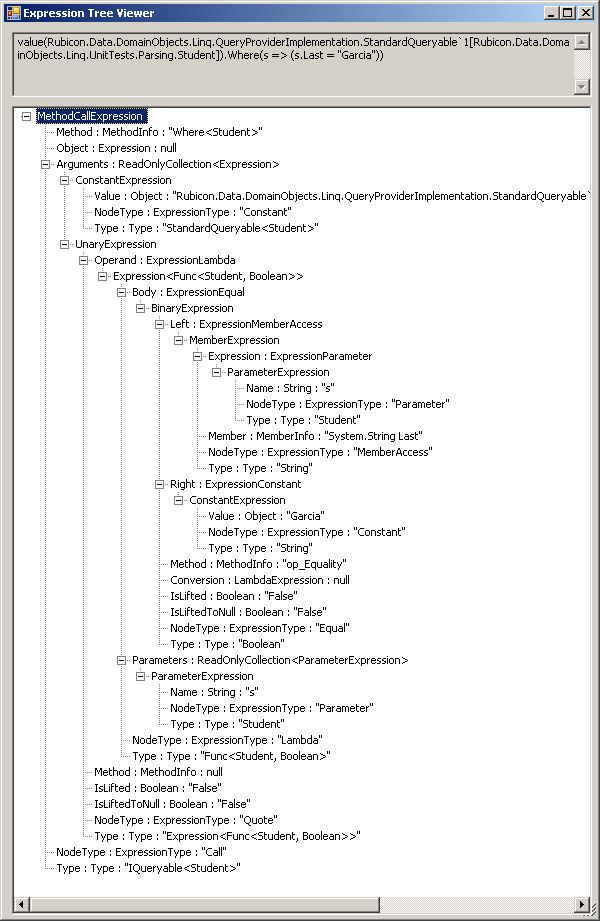 Expression Tree Viewer
value(Rubicon.Data.DomainObjects.Linq.QueryProviderImplementation.StandardQueryable`1[Rubicon.Data.Doma
inObjects.Linq.UnitTests.Parsing.Student]).Where(s => (s.Last = "Garcia"))
MethodCallExpression
Method : MethodInfo : "Where<Student>"
Object : Expression : null
Arguments : ReadOnlyCollection<Expression>
ConstantExpression
Value : Object : "Rubicon.Data.DomainObjects.Linq.QueryProviderImplementation.StandardQueryable`
NodeType : ExpressionType : "Constant"
Type : Type : "StandardQueryable<Student>"
UnaryExpression
Operand : ExpressionLambda
Expression<Func<Student, Boolean>>
Body : ExpressionEqual
BinaryExpression
Left : ExpressionMemberAccess
MemberExpression
Expression : ExpressionParameter
ParameterExpression
Name : String : "s"
NodeType : ExpressionType : "Parameter"
Type : Type : "Student"
Member : MemberInfo : "System.String Last"
NodeType : ExpressionType : "MemberAccess"
Type : Type : "String"
Right : ExpressionConstant
ConstantExpression
Value : Object : "Garcia"
NodeType : ExpressionType : "Constant"
Type : Type : "String"
Method : MethodInfo : "op_Equality"
Conversion : LambdaExpression : null
IsLifted : Boolean : "False"
IsLiftedToNull : Boolean : "False"
NodeType : ExpressionType : "Equal"
Type : Type : "Boolean"
Parameters : ReadOnlyCollection<ParameterExpression>
ParameterExpression
Name : String : "s"
NodeType : ExpressionType : "Parameter"
Type : Type : "Student"
NodeType : ExpressionType : "Lambda"
Type : Type : "Func<Student, Boolean>"
Method : MethodInfo : null
IsLifted : Boolean : "False"
IsLiftedToNull : Boolean : "False"
NodeType : ExpressionType : "Quote"
Type : Type : "Expression<Func<Student, Boolean>>"
NodeType : ExpressionType : "Call"
Type : Type : "IQueryable<Student>"